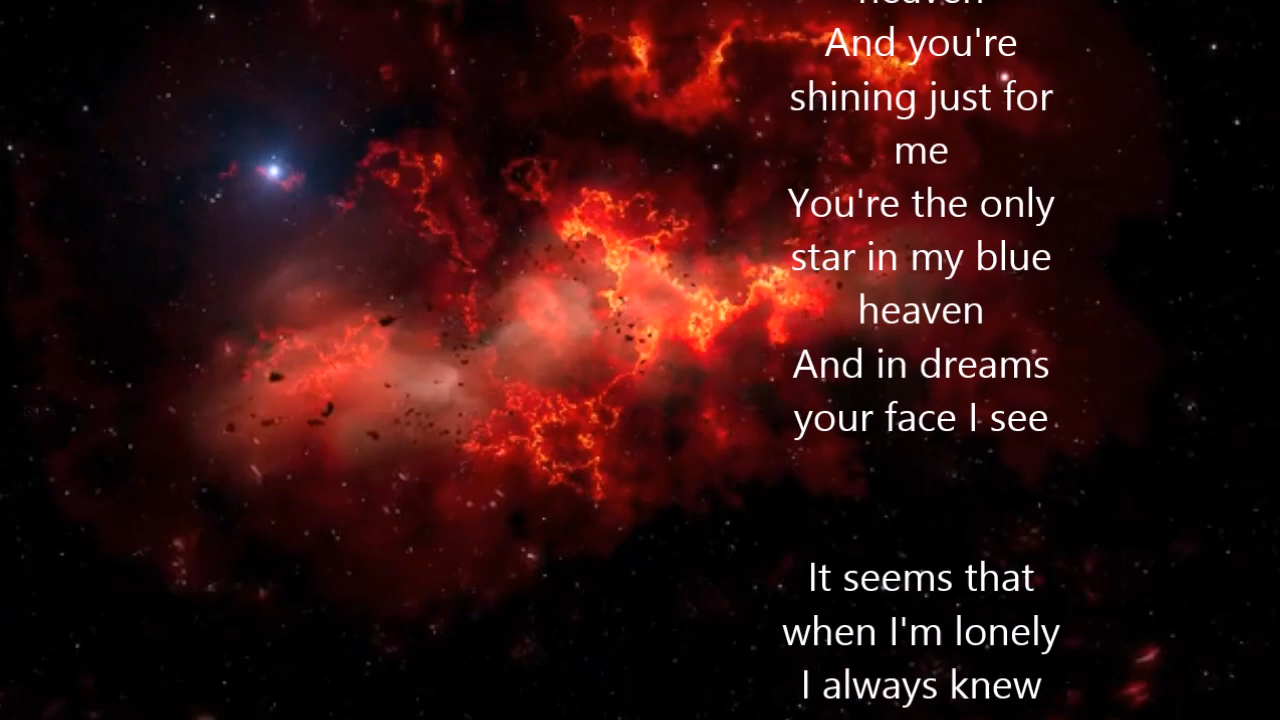 heaven
And you're
shining just for
me
You're the only
star in my blue
heaven
And in dreams
your face I see
It seems that
when I'm lonely
I always knew